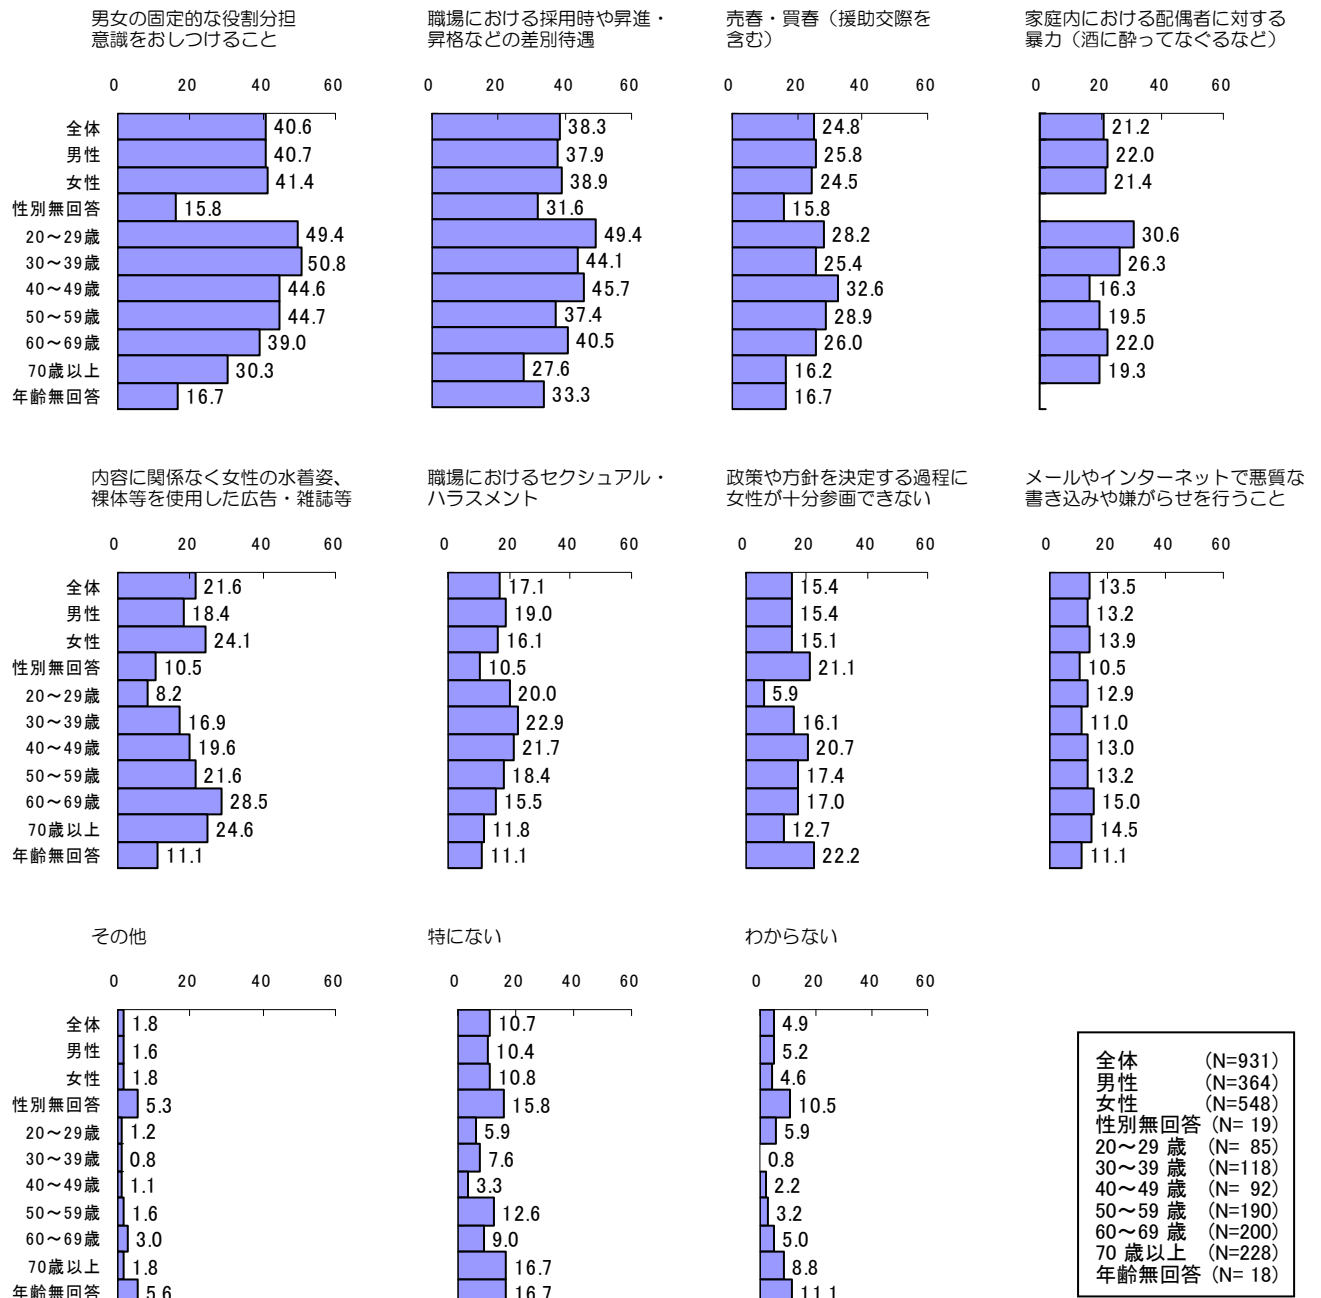 男女の固定的な役割分担
意識をおしつけること
0 20 40 60
全体 40.6
男性 40.7
女性 41.4
性別無回答 15.8
20～29歳 49.4
30～39歳 50.8
40～49歳 44.6
50～59歳 44.7
60～69歳 39.0
70歳以上 30.3
年齢無回答 16.7
職場における採用時や昇進・
昇格などの差別待遇
0 20 40 60
38.3
37.9
38.9
31.6
49.4
44.1
45.7
37.4
40.5
27.6
33.3
売春・買春（援助交際を
含む）
0 20 40 60
24.8
25.8
24.5
15.8
28.2
25.4
32.6
28.9
26.0
16.2
16.7
家庭内における配偶者に対する
暴力（酒に酔ってなぐるなど）
0 20 40 60
21.2
22.0
21.4
30.6
26.3
16.3
19.5
22.0
19.3
内容に関係なく女性の水着姿、
裸体等を使用した広告・雑誌等
0 20 40 60
全体 21.6
男性 18.4
女性 24.1
性別無回答 10.5
20～29歳 8.2
30～39歳 16.9
40～49歳 19.6
50～59歳 21.6
60～69歳 28.5
70歳以上 24.6
年齢無回答 11.1
職場におけるセクシュアル・
ハラスメント
0 20 40 60
17.1
19.0
16.1
10.5
20.0
22.9
21.7
18.4
15.5
11.8
11.1
政策や方針を決定する過程に
女性が十分参画できない
0 20 40 60
15.4
15.4
15.1
21.1
5.9
16.1
20.7
17.4
17.0
12.7
22.2
メールやインターネットで悪質な
書き込みや嫌がらせを行うこと
0 20 40 60
13.5
13.2
13.9
10.5
12.9
11.0
13.0
13.2
15.0
14.5
11.1
その他
0 20 40 60
全体 1.8
男性 1.6
女性 1.8
性別無回答 5.3
20～29歳 1.2
30～39歳 0.8
40～49歳 1.1
50～59歳 1.6
60～69歳 3.0
70歳以上 1.8
年齢無回答 5.6
特にない
0 20 40 60
10.7
10.4
10.8
15.8
5.9
7.6
3.3
12.6
9.0
16.7
16.7
わからない
0 20 40 60
4.9
5.2
4.6
10.5
5.9
0.8
2.2
3.2
5.0
8.8
11.1
全体 (N=931)
男性 (N=364)
女性 (N=548)
性別無回答 (N= 19)
20～29 歳 (N= 85)
30～39 歳 (N=118)
40～49 歳 (N= 92)
50～59 歳 (N=190)
60～69 歳 (N=200)
70 歳以上 (N=228)
年齢無回答 (N= 18)